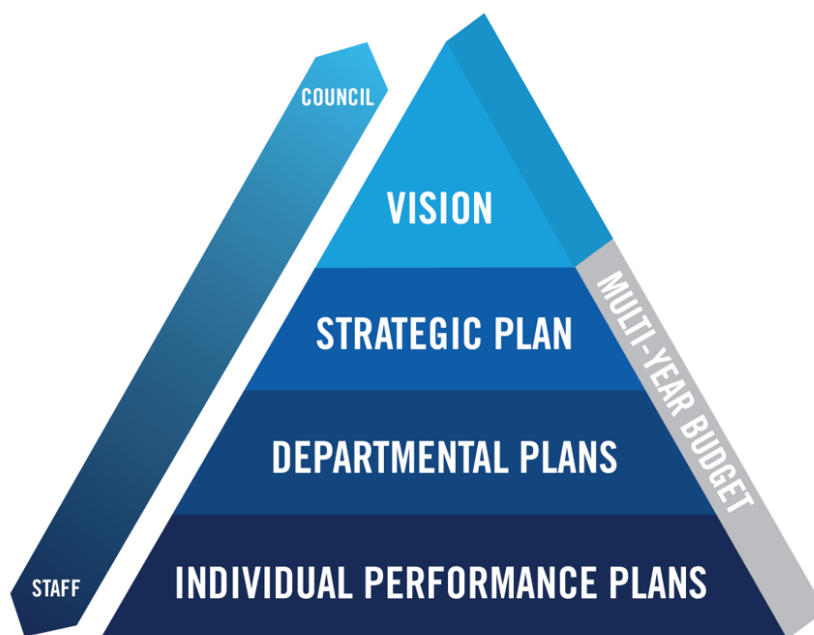 COUNCIL
VISION
STRATEGIC PLAN
MULTI-YEAR BUDGET
DEPARTMENTAL PLANS
STAFF
INDIVIDUAL PERFORMANCE PLANS